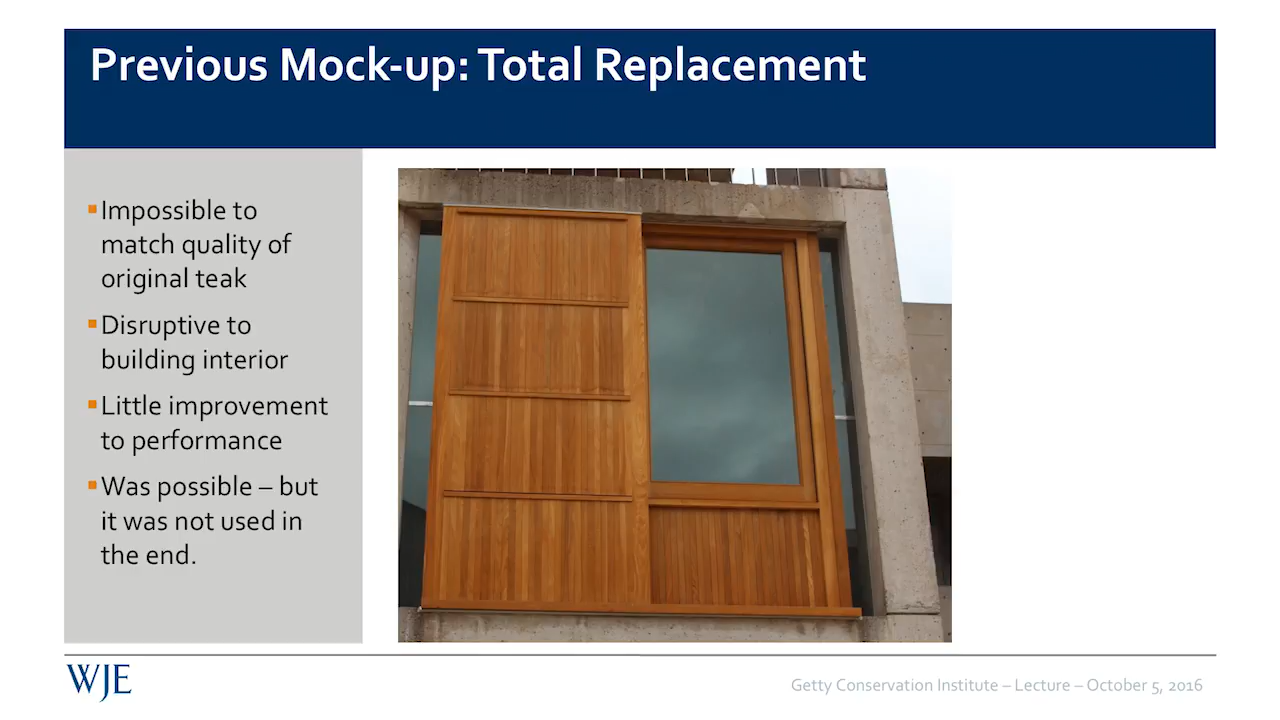 Previous Mock-up: Total Replacement
▪Impossible to
match quality of
original teak
▪Disruptive to
building interior
▪Little improvement
to performance
▪Was possible – but
it was not used in
the end.
WJE
Getty Conservation Institute – Lecture – October 5, 2016